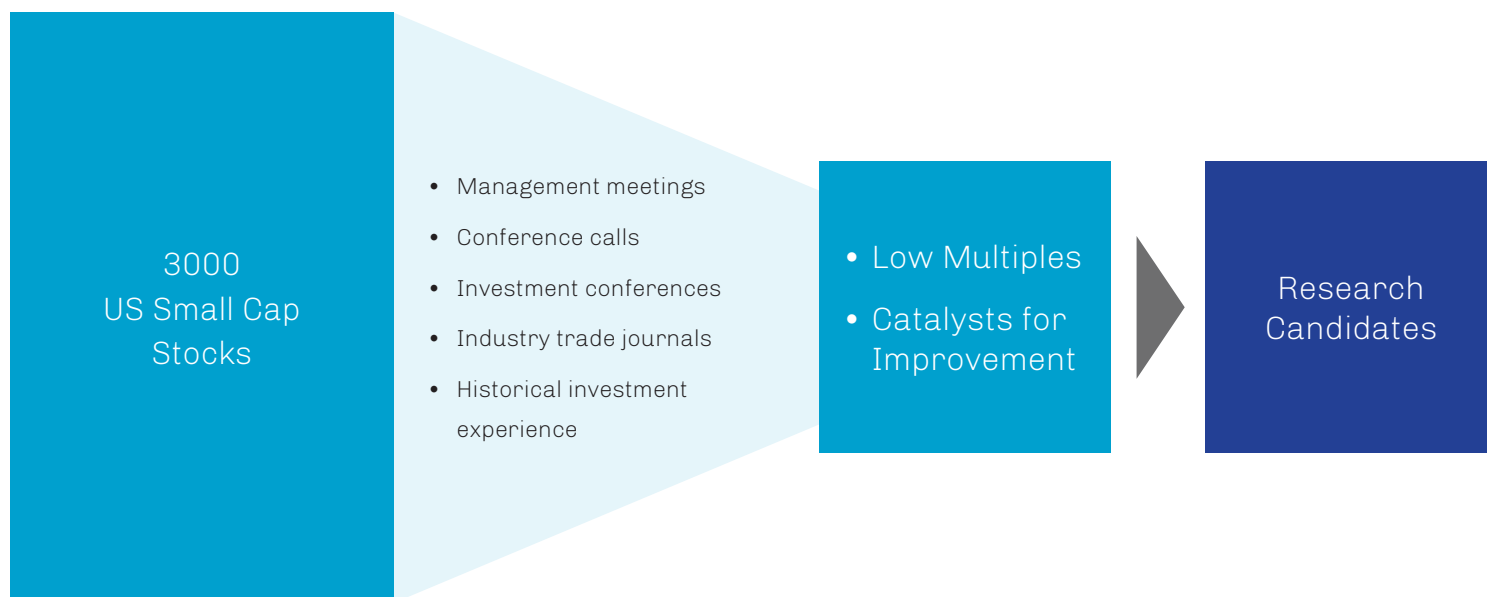 3000
US Small Cap
Stocks
• Management meetings
• Conference calls
• Investment conferences
• Industry trade journals
• Historical investment
experience
• Low Multiples
• Catalysts for
Improvement
Research
Candidates